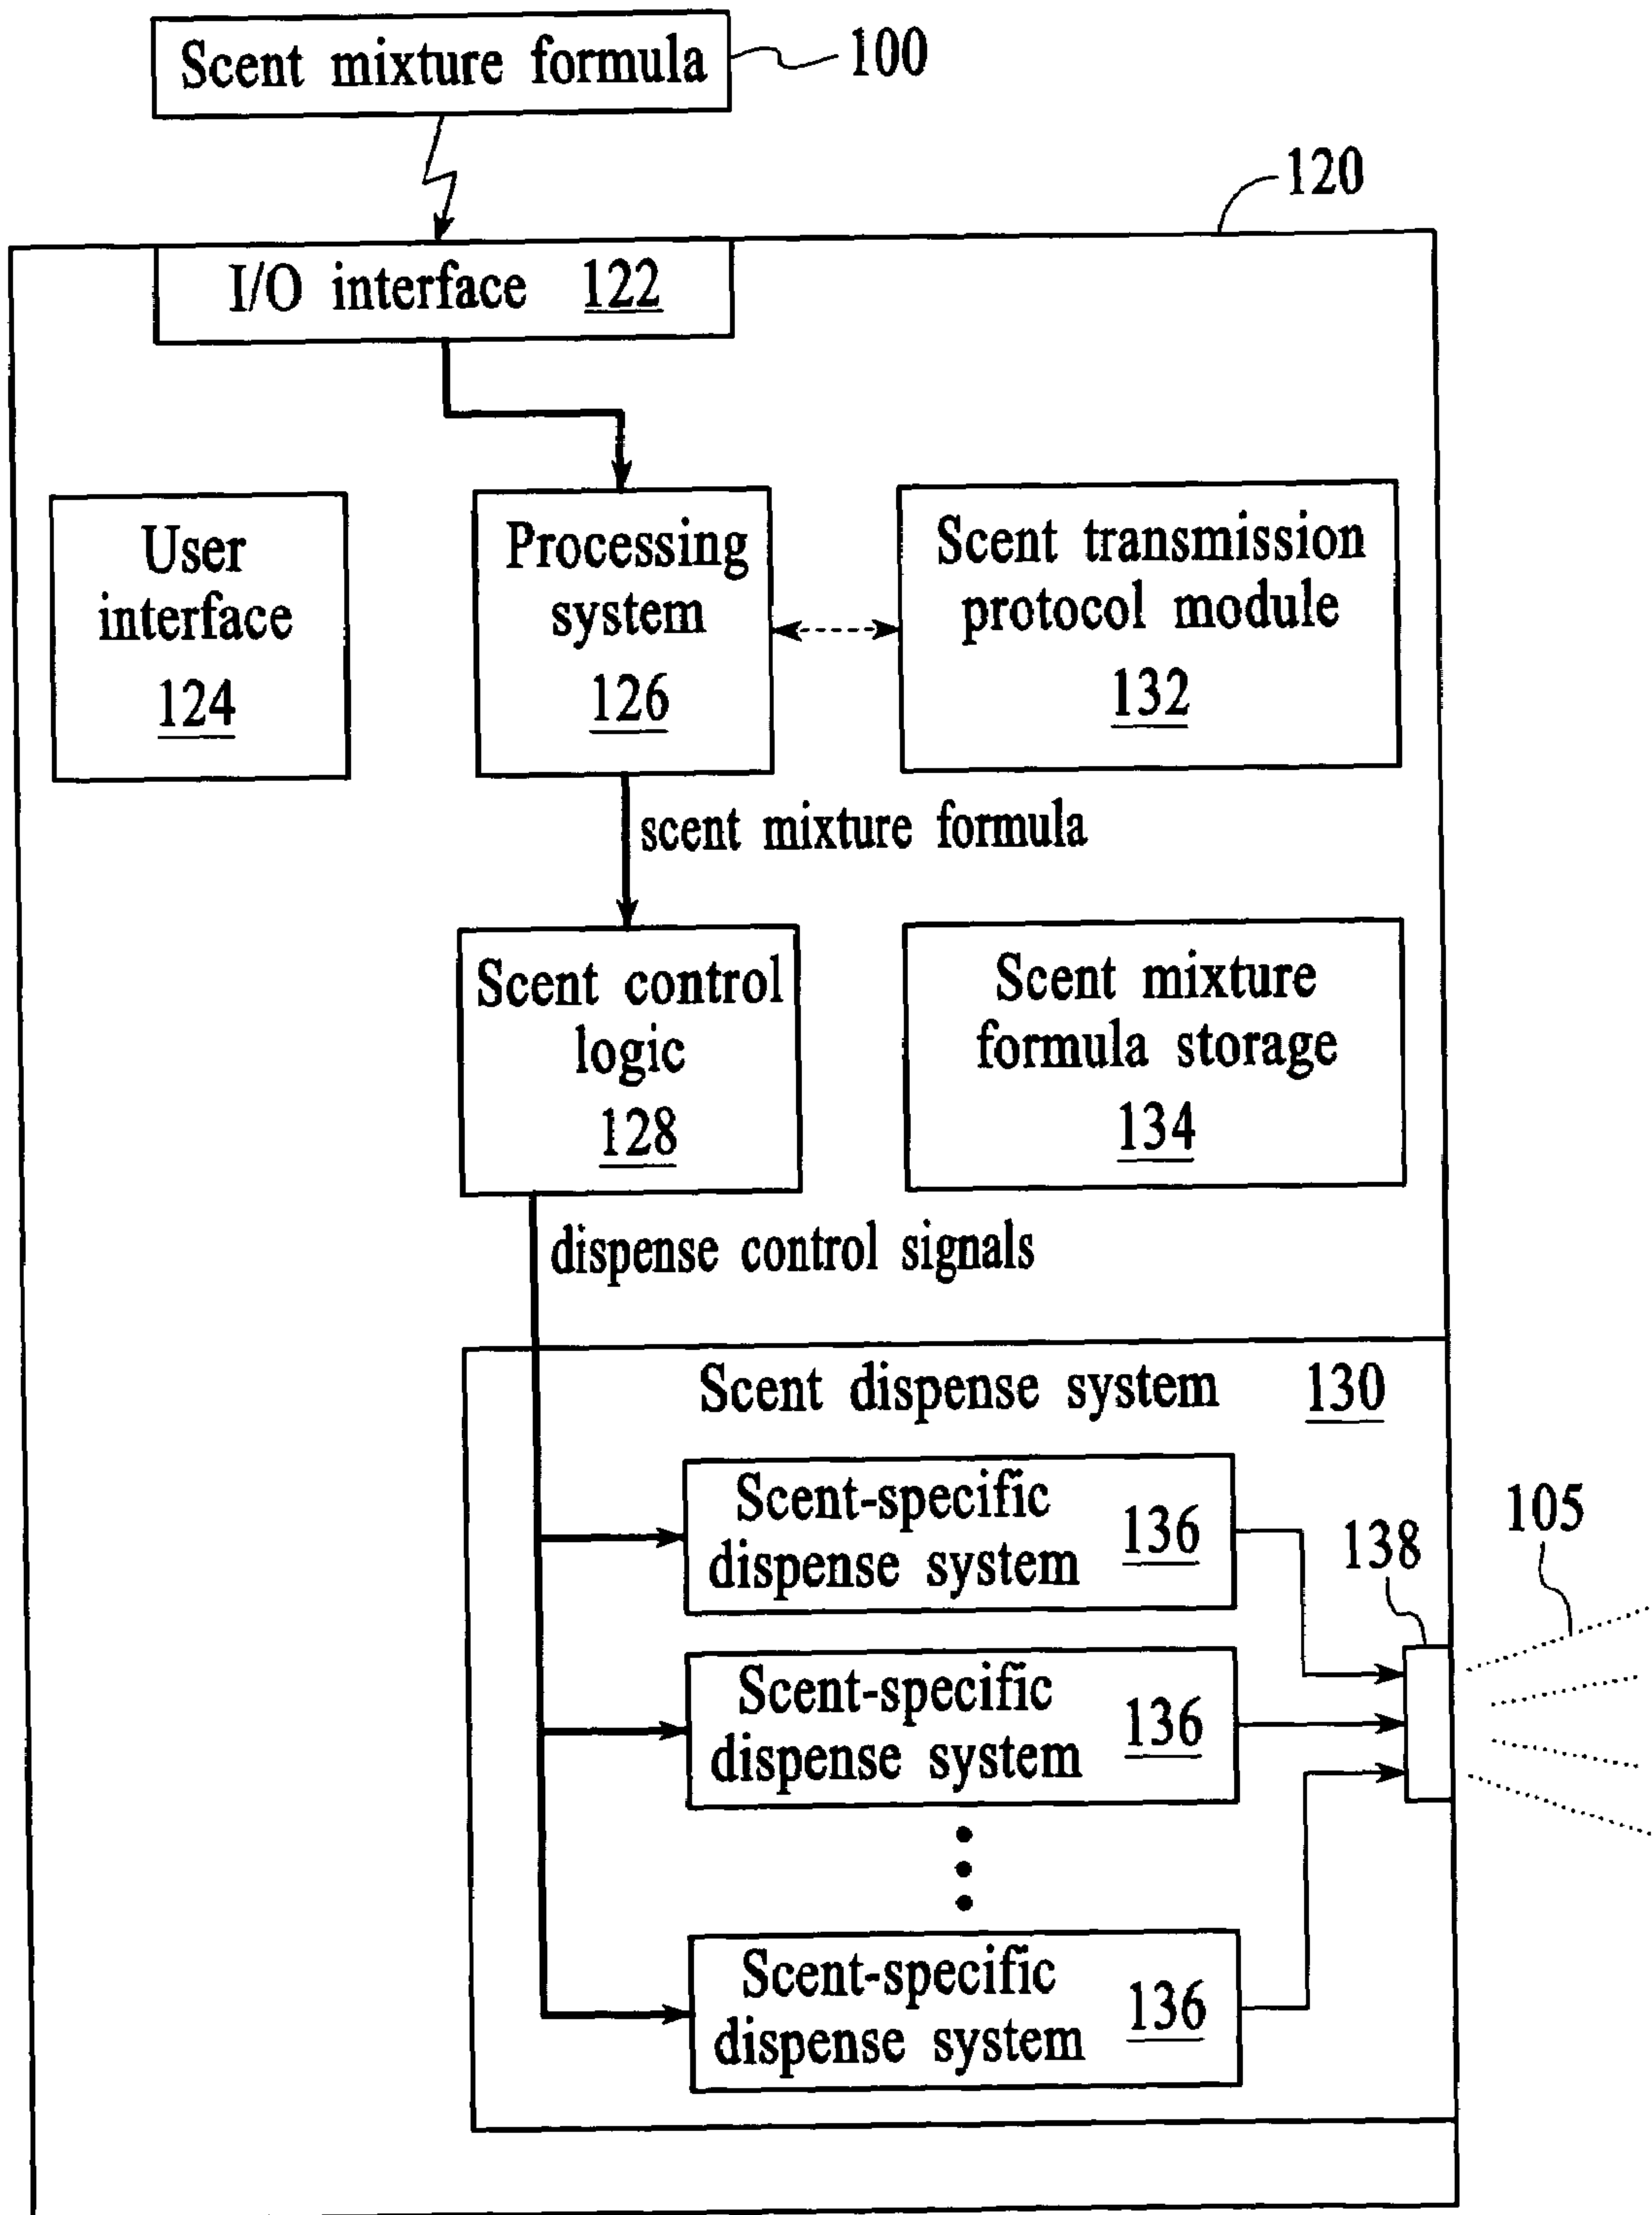 Scent mixture formula
100
120
I/O interface 122
User
interface
124
Processing
system
126
Scent transmission
protocol module
132
scent mixture formula
Scent control
logic
128
Scent mixture
formula storage
134
dispense control signals
Scent dispense system 130
Scent-specific
dispense system 136
138
105
Scent-specific
dispense system 136
Scent-specific
dispense system 136